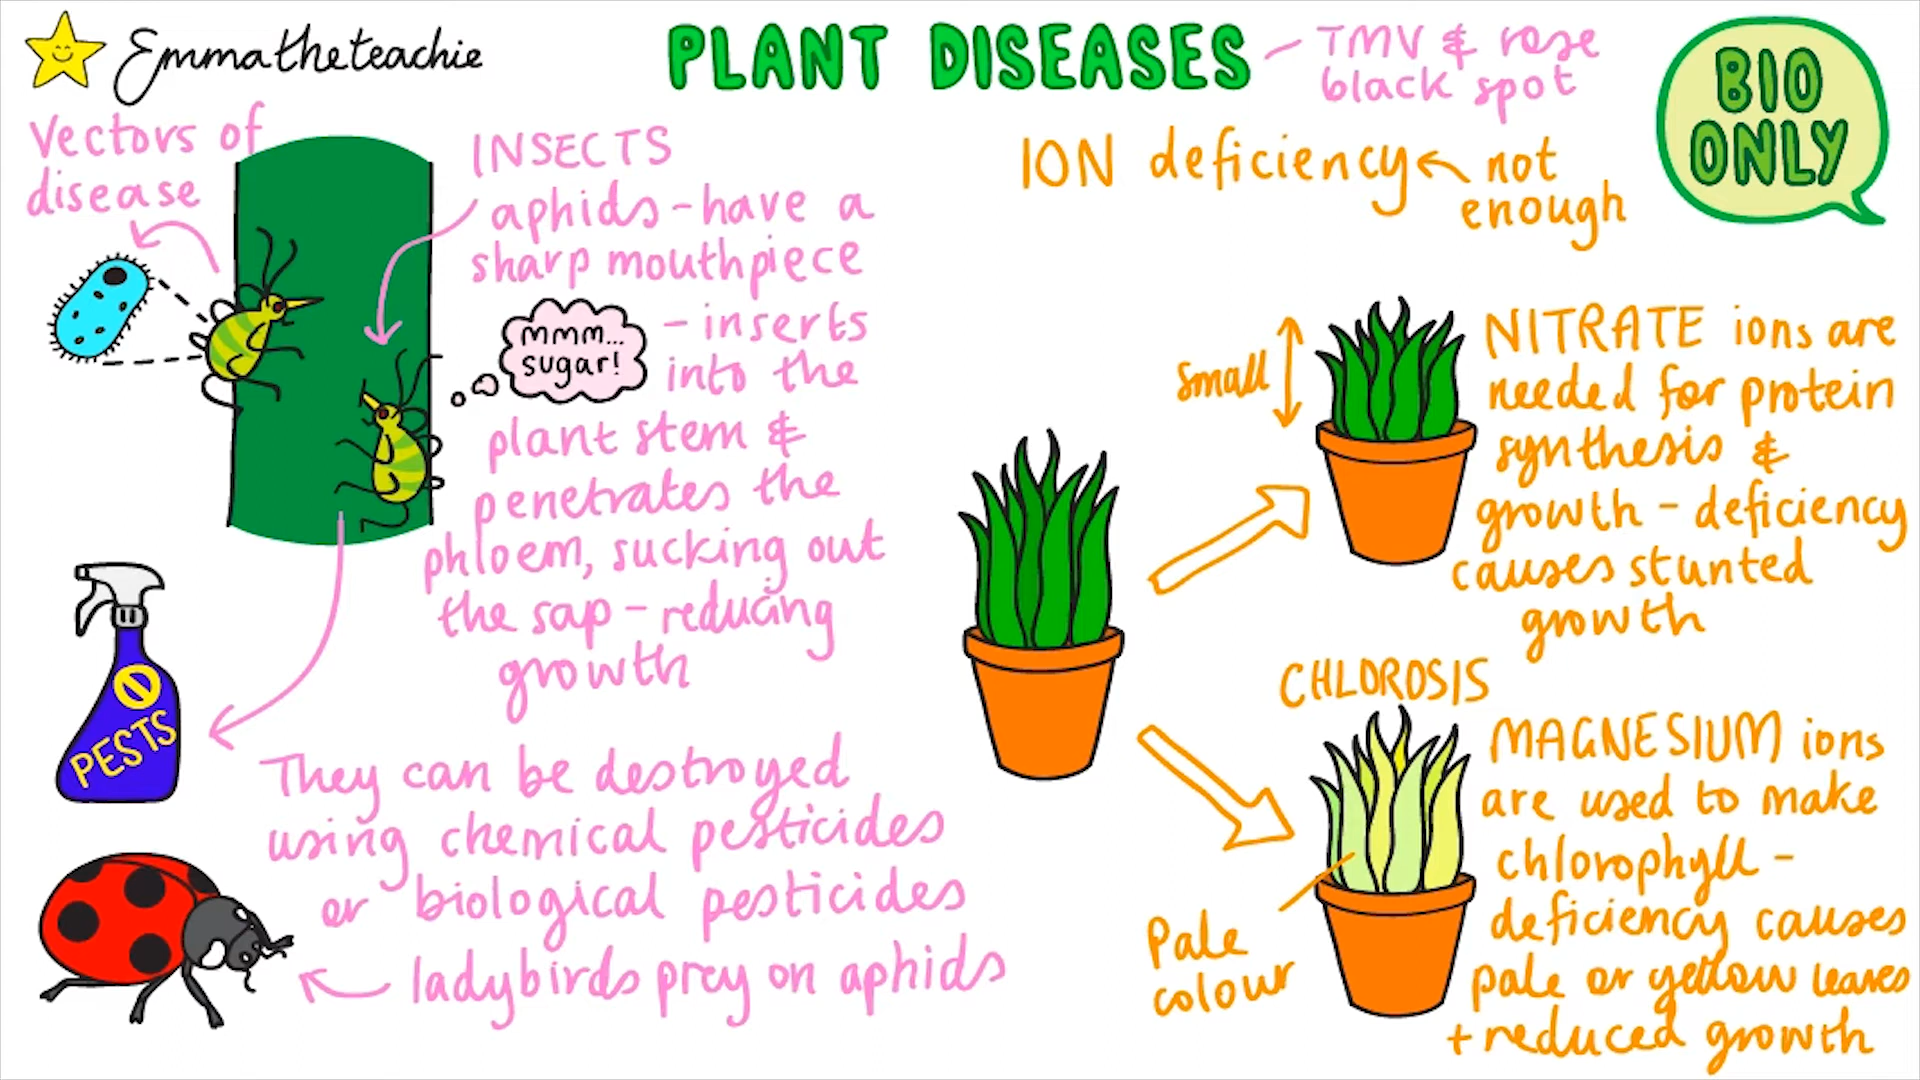 Emmatheteachie
PLANT DISEASES
- TMV & rose
black spot
BIO
ONLY
Vectors of
disease
INSECTS
aphids - have a
sharp mouthpiece
mmm...
sugar!
- inserts
into the
plant stem &
penetrates the
phloem, sucking out
the sap - reducing
growth
PESTS
They can be destroyed
using chemical pesticides
or biological pesticides
ladybirds prey on aphids
ION deficiency
not
enough
small
NITRATE ions are
needed for protein
synthesis &
growth - deficiency
causes stunted
growth
CHLOROSIS
MAGNESIUM ions
are used to make
chlorophyll -
deficiency causes
pale or yellow leaves
+ reduced growth
Pale
colour